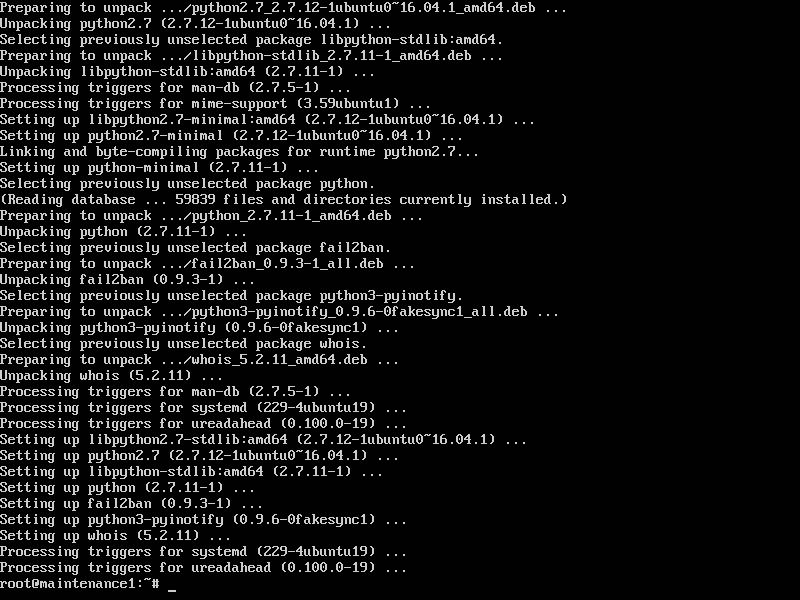 Preparing to unpack .../python2.7_2.7.12-1ubuntu0~16.04.1_amd64.deb ...
Unpacking python2.7 (2.7.12-1ubuntu0~16.04.1) ...
Selecting previously unselected package libpython-stdlib:amd64.
Preparing to unpack .../libpython-stdlib_2.7.11-1_amd64.deb ...
Unpacking libpython-stdlib:amd64 (2.7.11-1) ...
Processing triggers for man-db (2.7.5-1) ...
Processing triggers for mime-support (3.59ubuntu1) ...
Setting up libpython2.7-minimal:amd64 (2.7.12-1ubuntu0~16.04.1) ...
Setting up python2.7-minimal (2.7.12-1ubuntu0~16.04.1) ...
Linking and byte-compiling packages for runtime python2.7...
Setting up python-minimal (2.7.11-1) ...
Selecting previously unselected package python.
(Reading database ... 59839 files and directories currently installed.)
Preparing to unpack .../python_2.7.11-1_amd64.deb ...
Unpacking python (2.7.11-1) ...
Selecting previously unselected package fail2ban.
Preparing to unpack .../fail2ban_0.9.3-1_all.deb ...
Unpacking fail2ban (0.9.3-1) ...
Selecting previously unselected package python3-pyinotify.
Preparing to unpack .../python3-pyinotify_0.9.6-0fakesync1_all.deb ...
Unpacking python3-pyinotify (0.9.6-0fakesync1) ...
Selecting previously unselected package whois.
Preparing to unpack .../whois_5.2.11_amd64.deb ...
Unpacking whois (5.2.11) ...
Processing triggers for man-db (2.7.5-1) ...
Processing triggers for systemd (229-4ubuntu19) ...
Processing triggers for ureadahead (0.100.0-19) ...
Setting up libpython2.7-stdlib:amd64 (2.7.12-1ubuntu0~16.04.1) ...
Setting up python2.7 (2.7.12-1ubuntu0~16.04.1) ...
Setting up libpython-stdlib:amd64 (2.7.11-1) ...
Setting up python (2.7.11-1) ...
Setting up fail2ban (0.9.3-1) ...
Setting up python3-pyinotify (0.9.6-0fakesync1) ...
Setting up whois (5.2.11) ...
Processing triggers for systemd (229-4ubuntu19) ...
Processing triggers for ureadahead (0.100.0-19) ...
root@maintenance1:~# _